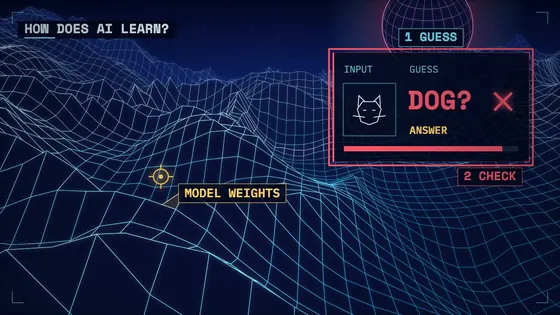 HOW DOES AI LEARN?
1 GUESS
INPUT GUESS
DOG?
ANSWER
2 CHECK
MODEL WEIGHTS